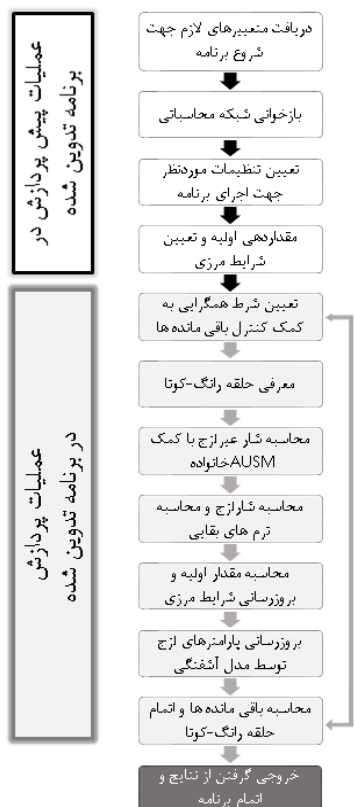 عملیات پیش پردازش در
برنامه تدوین شده
دریافت متغییرهای لازم جهت
شروع برنامه
بازخوانی شبکه محاسباتی
تعیین تنظیمات موردنظر
جهت اجرای برنامه
مقداردهی اولیه و تعیین
شرایط مرزی
عملیات پردازش
در برنامه تدوین شده
تعیین شرط همگرایی به
کمک کنترل باقی مانده ها
معرفی حلقه رانگ-کوتا
محاسبه شار غیرلزج با کمک
خانوادهAUSM
محاسبه شارلزج و محاسبه
ترم های بقایی
محاسبه مقدار اولیه و
بروزرسانی شرایط مرزی
بروزرسانی پارامترهای لزج
توسط مدل آشفتگی
محاسبه باقی مانده ها و اتمام
حلقه رانگ-کوتا
خروجی گرفتن از نتایج و
اتمام برنامه